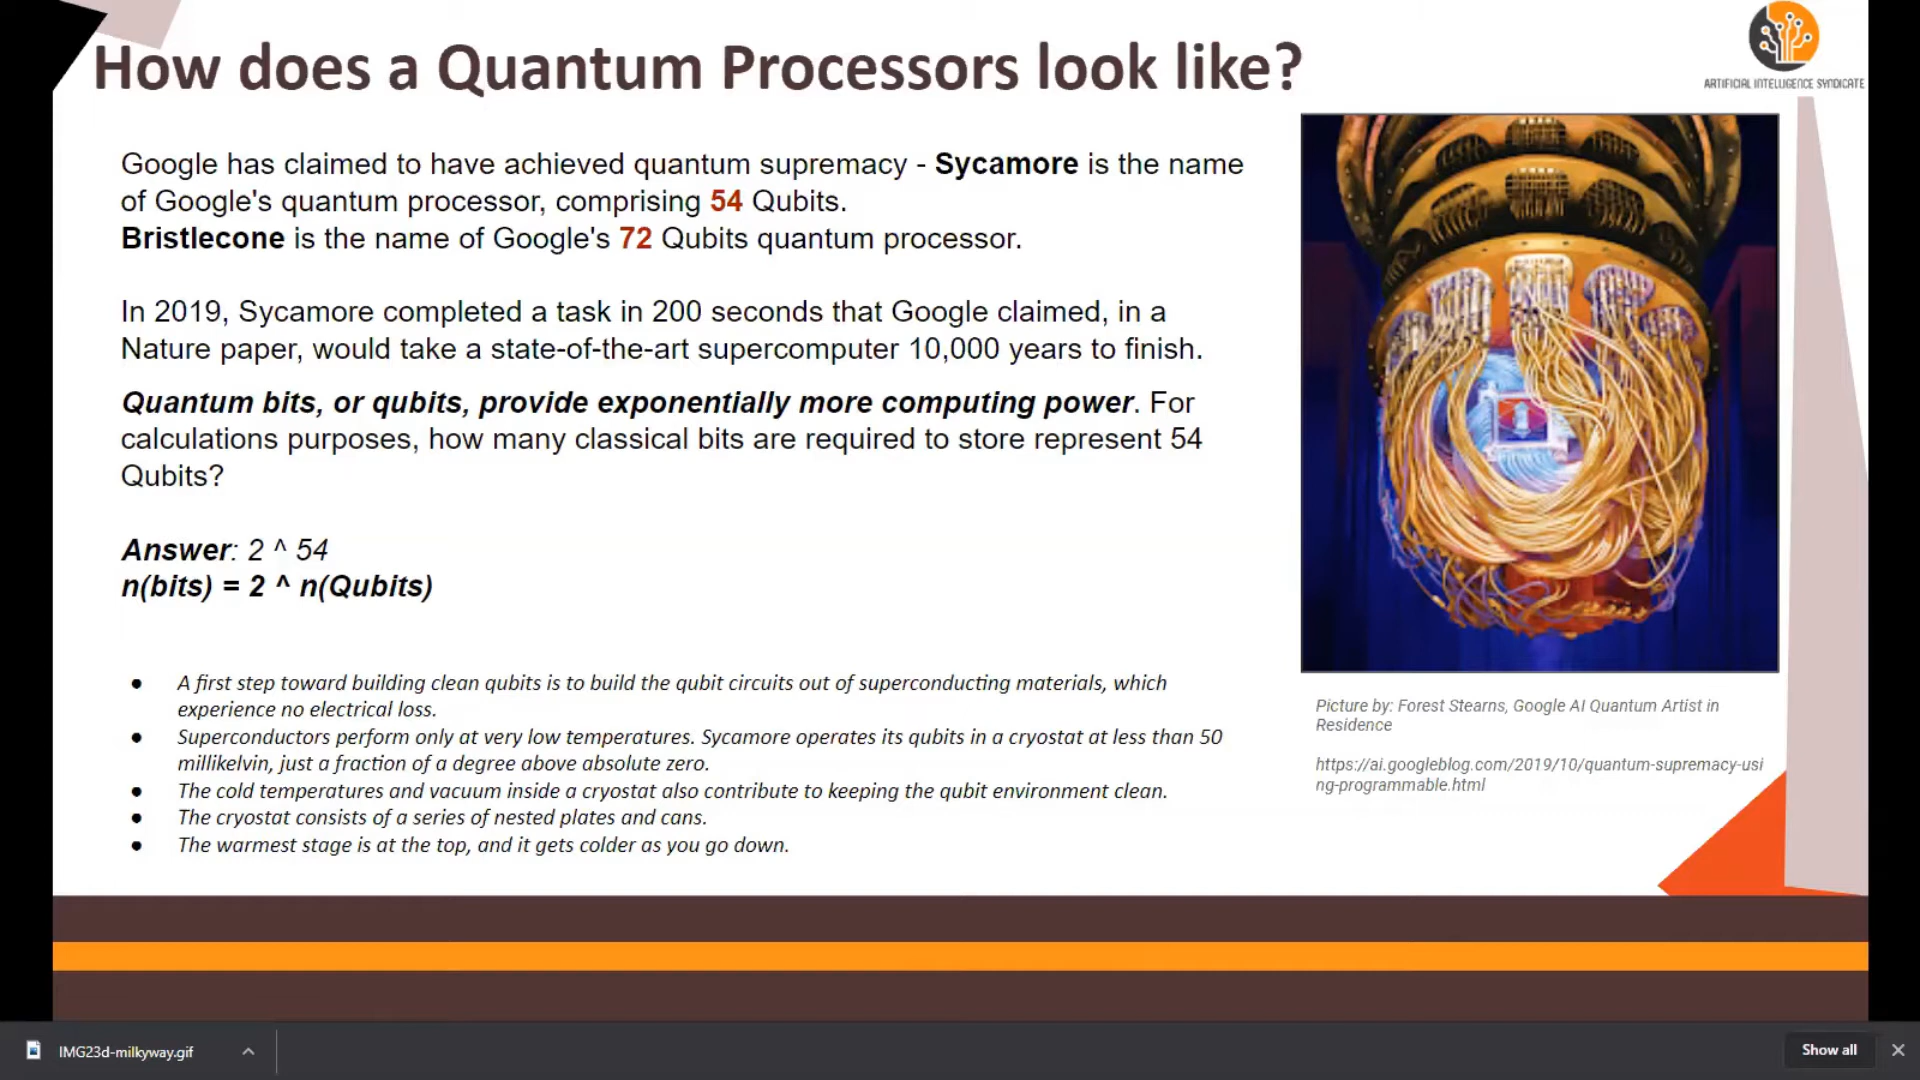 How does a Quantum Processors look like?
ARTIFICIAL INTELLIGENCE SYNDICATE
Google has claimed to have achieved quantum supremacy - Sycamore is the name
of Google's quantum processor, comprising 54 Qubits.
Bristlecone is the name of Google's 72 Qubits quantum processor.
In 2019, Sycamore completed a task in 200 seconds that Google claimed, in a
Nature paper, would take a state-of-the-art supercomputer 10,000 years to finish.
Quantum bits, or qubits, provide exponentially more computing power. For
calculations purposes, how many classical bits are required to store represent 54
Qubits?
Answer: 2 ^ 54
n(bits) = 2 ^ n(Qubits)
● A first step toward building clean qubits is to build the qubit circuits out of superconducting materials, which
experience no electrical loss.
● Superconductors perform only at very low temperatures. Sycamore operates its qubits in a cryostat at less than 50
millikelvin, just a fraction of a degree above absolute zero.
● The cold temperatures and vacuum inside a cryostat also contribute to keeping the qubit environment clean.
● The cryostat consists of a series of nested plates and cans.
● The warmest stage is at the top, and it gets colder as you go down.
Picture by: Forest Stearns, Google AI Quantum Artist in
Residence
https://ai.googleblog.com/2019/10/quantum-supremacy-usi
ng-programmable.html
IMG23d-milkyway.gif
Show all